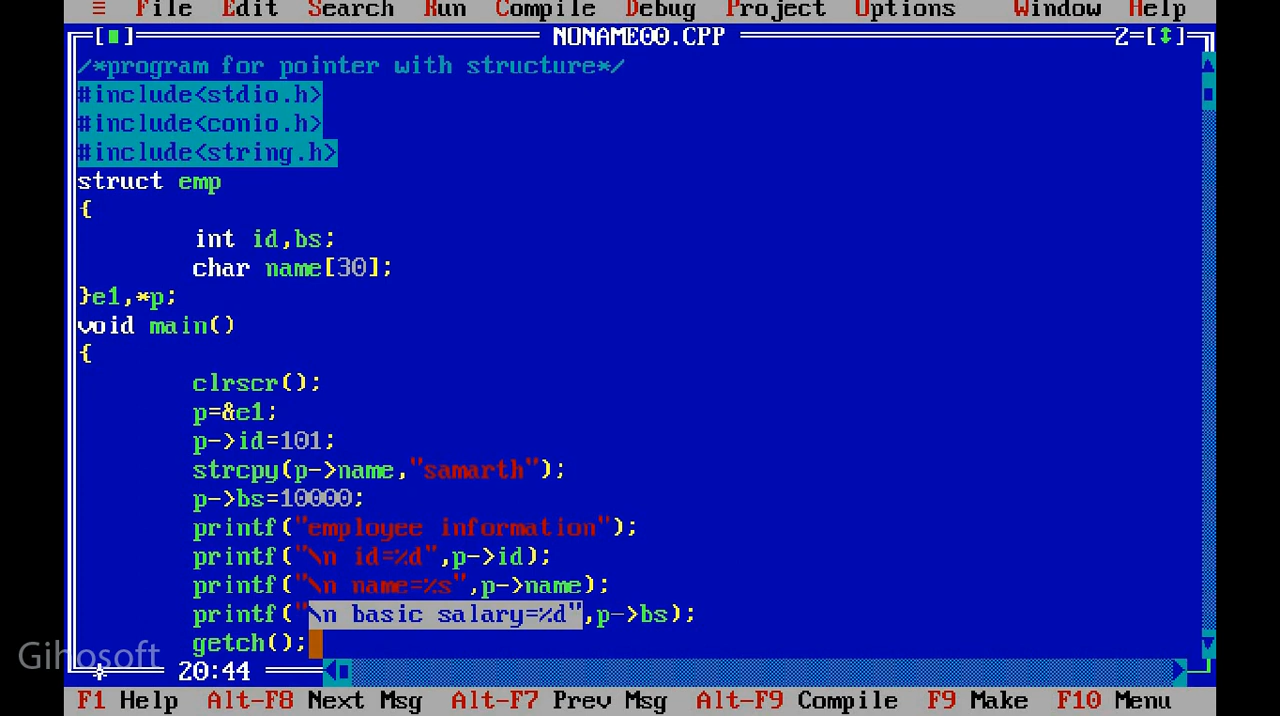 ≡ File Edit Search Run Compile Debug Project Options Window Help
[■] NONAME00.CPP 2=[↕]
/*program for pointer with structure*/
#include<stdio.h>
#include<conio.h>
#include<string.h>
struct emp
{
int id,bs;
char name[30];
}e1,*p;
void main()
{
clrscr();
p=&e1;
p->id=101;
strcpy(p->name,"samarth");
p->bs=10000;
printf("employee information");
printf("\n id=%d",p->id);
printf("\n name=%s",p->name);
printf("\n basic salary=%d",p->bs);
getch();
Gihosoft
* 20:44
F1 Help Alt-F8 Next Msg Alt-F7 Prev Msg Alt-F9 Compile F9 Make F10 Menu